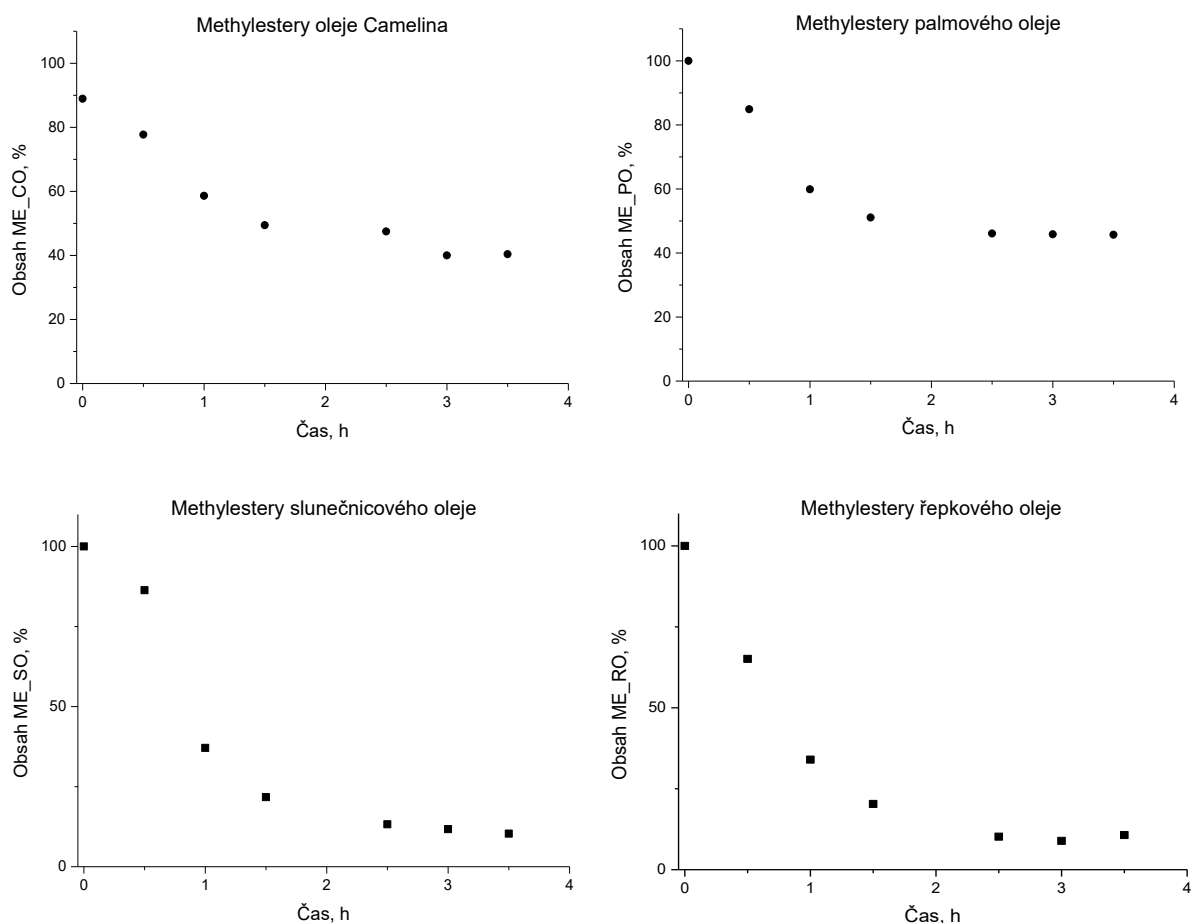 Methylestery oleje Camelina
100
80
60
40
20
0
0 1 2 3 4
Obsah ME_CO, %
Čas, h
Methylestery palmového oleje
100
80
60
40
20
0
0 1 2 3 4
Obsah ME_PO, %
Čas, h
Methylestery slunečnicového oleje
100
50
0
0 1 2 3 4
Obsah ME_SO, %
Čas, h
Methylestery řepkového oleje
100
50
0
0 1 2 3 4
Obsah ME_RO, %
Čas, h